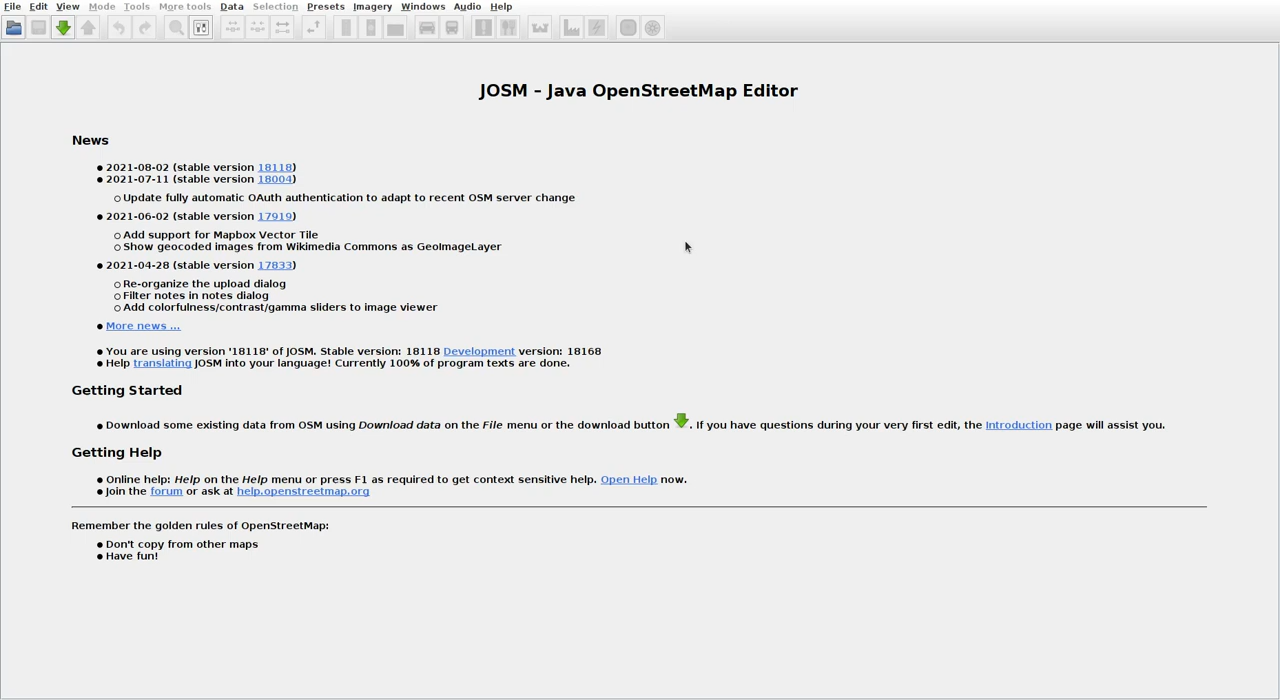 File Edit View Mode Tools More tools Data Selection Presets Imagery Windows Audio Help
JOSM – Java OpenStreetMap Editor
News
● 2021-08-02 (stable version 18118)
● 2021-07-11 (stable version 18004)
○ Update fully automatic OAuth authentication to adapt to recent OSM server change
● 2021-06-02 (stable version 17919)
○ Add support for Mapbox Vector Tile
○ Show geocoded images from Wikimedia Commons as GeoImageLayer
● 2021-04-28 (stable version 17833)
○ Re-organize the upload dialog
○ Filter notes in notes dialog
○ Add colorfulness/contrast/gamma sliders to image viewer
● More news ...
● You are using version '18118' of JOSM. Stable version: 18118 Development version: 18168
● Help translating JOSM into your language! Currently 100% of program texts are done.
Getting Started
● Download some existing data from OSM using Download data on the File menu or the download button . If you have questions during your very first edit, the Introduction page will assist you.
Getting Help
● Online help: Help on the Help menu or press F1 as required to get context sensitive help. Open Help now.
● Join the forum or ask at help.openstreetmap.org
Remember the golden rules of OpenStreetMap:
● Don't copy from other maps
● Have fun!